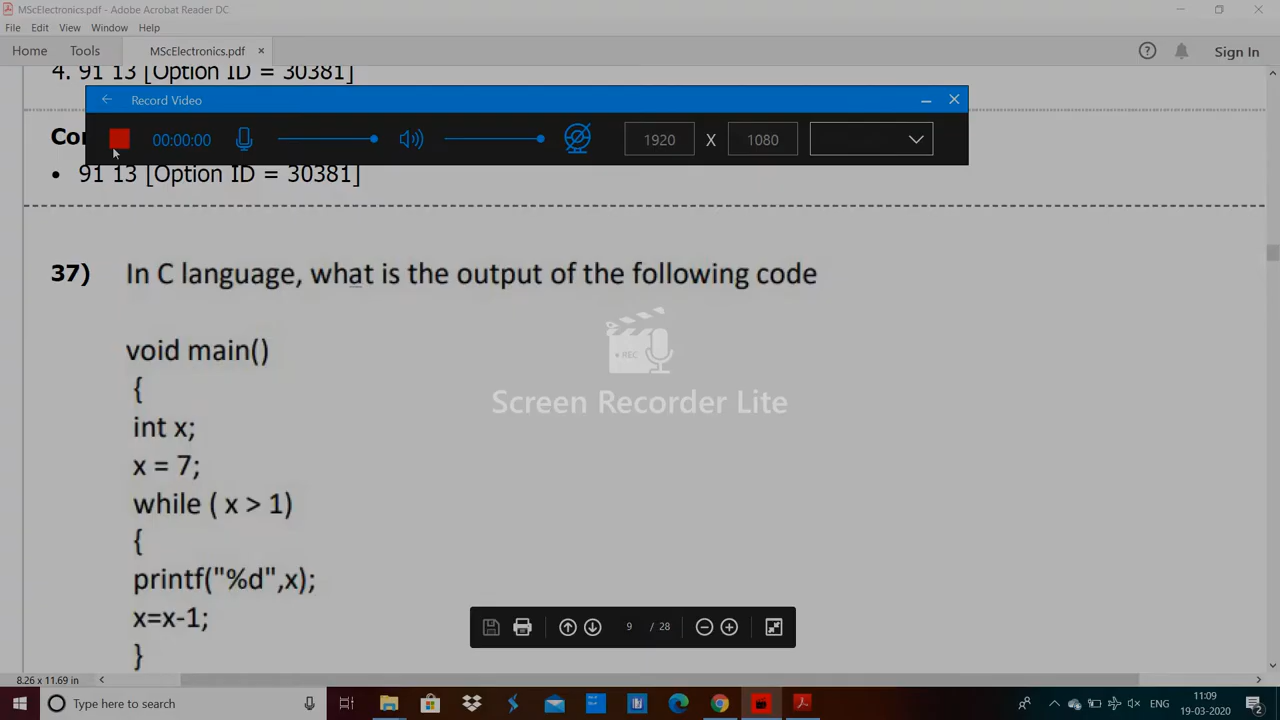 MScElectronics.pdf - Adobe Acrobat Reader DC
File Edit View Window Help
Home Tools MScElectronics.pdf × Sign In
4. 91 13 [Option ID = 30381]
Record Video
Cor
00:00:00 1920 X 1080
• 91 13 [Option ID = 30381]
37) In C language, what is the output of the following code
void main()
{
int x;
x = 7;
while ( x > 1)
{
printf("%d",x);
x=x-1;
}
REC
Screen Recorder Lite
9 / 28
8.26 x 11.69 in
Type here to search
ENG
11:09
19-03-2020
2